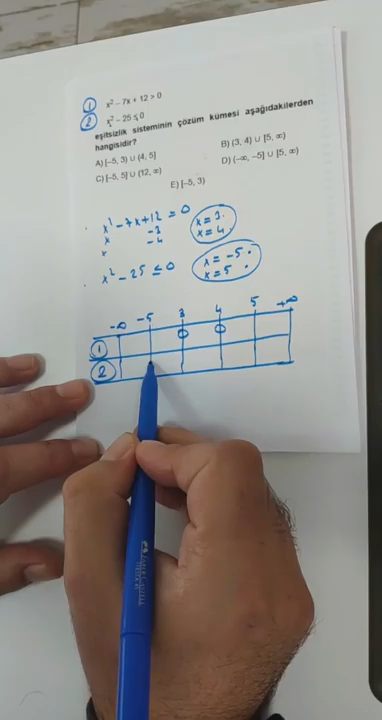 1 x² – 7x + 12 > 0
2 x² – 25 ≤ 0
eşitsizlik sisteminin çözüm kümesi aşağıdakilerden
hangisidir?
A) [–5, 3) ∪ (4, 5]
B) (3, 4) ∪ [5, ∞)
C) [–5, 5] ∪ (12, ∞)
D) (–∞, –5] ∪ [5, ∞)
E) [–5, 3)
x² – 7x + 12 = 0
x -3
x -4
x = 3
x = 4
x² – 25 ≤ 0
x = –5
x = 5
-∞ -5 3 4 5 +∞
1
2